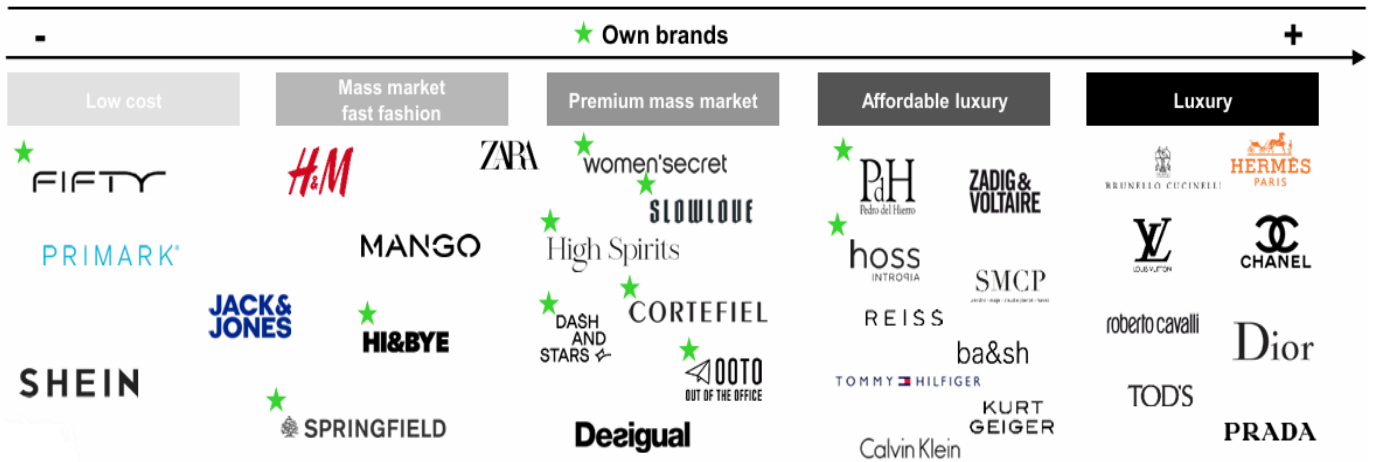 -
Own brands
+
Low cost
Mass market
fast fashion
Premium mass market
Affordable luxury
Luxury
FIFTY
PRIMARK®
JACK&
JONES
SHEIN
H&M
ZARA
MANGO
HI&BYE
SPRINGFIELD
women'secret
SLOWLOVE
High Spirits
CORTEFIEL
DASH
AND
STARS
OOTO
OUT OF THE OFFICE
Desigual
PdH
Pedro del Hierro
ZADIG &
VOLTAIRE
hoss
INTROPIA
SMCP
REISS
ba&sh
TOMMY HILFIGER
KURT
GEIGER
Calvin Klein
BRUNELLO CUCINELLI
HERMÈS
PARIS
LV
LOUIS VUITTON
CHANEL
roberto cavalli
Dior
TOD'S
PRADA